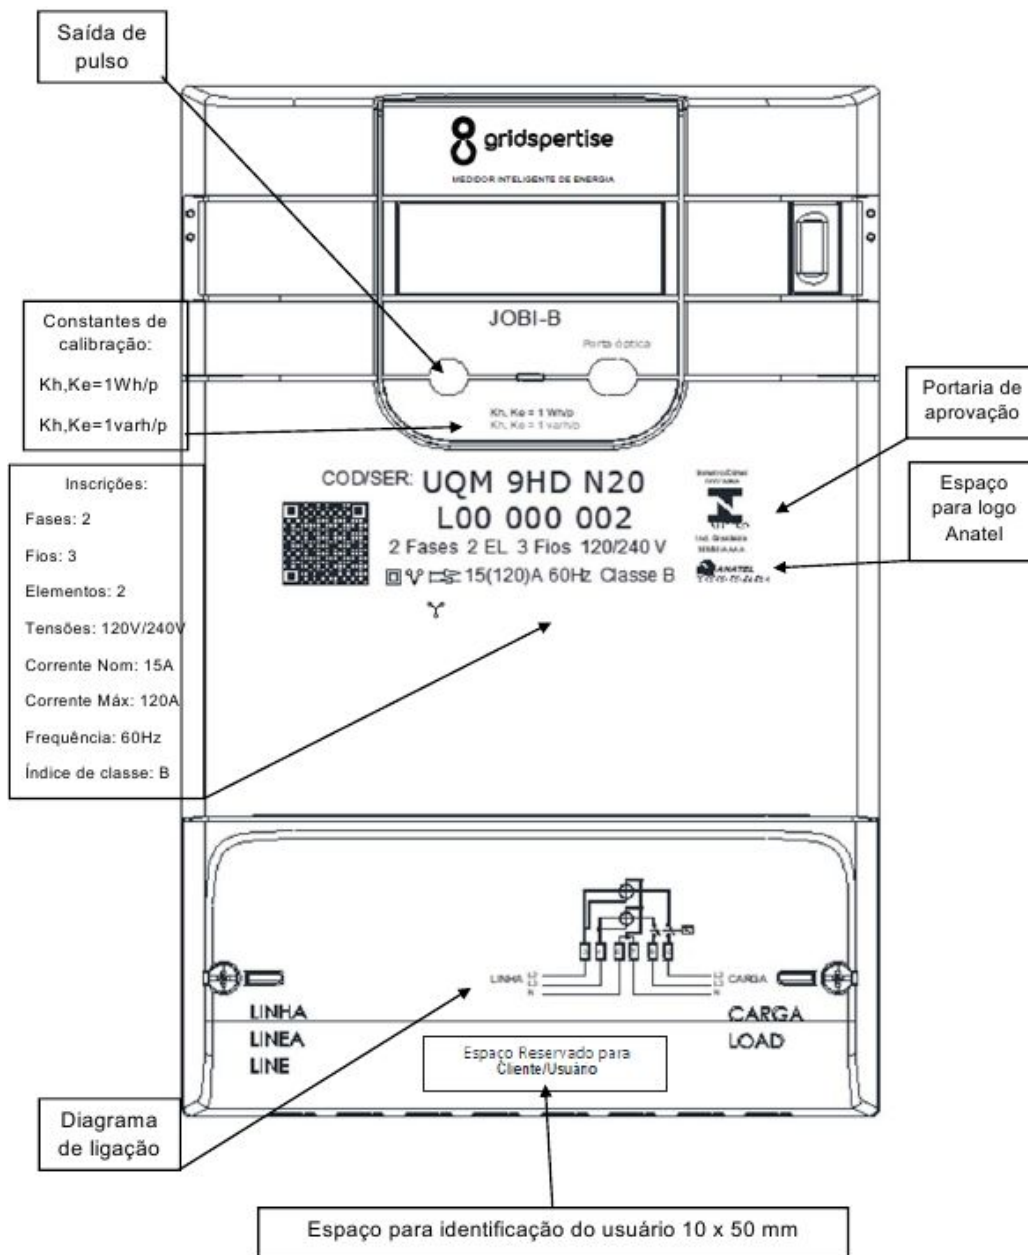 Saída de
pulso
gridspertise
MEDIDOR INTELIGENTE DE ENERGIA
JOBI-B
Porta óptica
Constantes de
calibração:
Kh,Ke=1Wh/p
Kh,Ke=1varh/p
Kh, Ke = 1 Wh/p
Kh, Ke = 1 varh/p
Portaria de
aprovação
Espaço
para logo
Anatel
Inscrições:
Fases: 2
Fios: 3
Elementos: 2
Tensões: 120V/240V
Corrente Nom: 15A
Corrente Máx: 120A
Frequência: 60Hz
Índice de classe: B
COD/SER: UQM 9HD N20
L00 000 002
2 Fases 2 EL 3 Fios 120/240 V
15(120)A 60Hz Classe B
Ind. Brasileira
ANATEL
LINHA
CARGA
N
N
LINHA
LINEA
LINE
CARGA
LOAD
Espaço Reservado para
Cliente/Usuário
Diagrama
de ligação
Espaço para identificação do usuário 10 x 50 mm